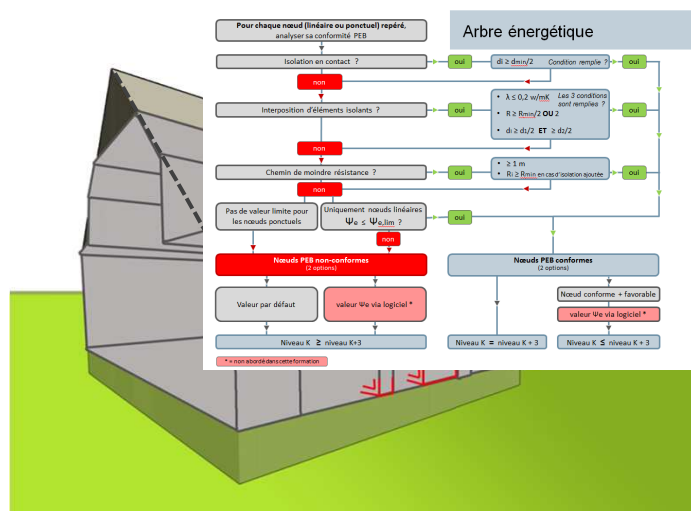 Arbre énergétique
Pour chaque nœud (linéaire ou ponctuel) repéré,
analyser sa conformité PEB
Isolation en contact ?
oui
di ≥ dmin/2 Condition remplie ?
oui
non
Interposition d'éléments isolants ?
oui
• λ ≤ 0,2 w/mK Les 3 conditions
sont remplies ?
• R ≥ Rmin/2 OU 2
• di ≥ d1/2 ET ≥ d2/2
oui
non
Chemin de moindre résistance ?
oui
• ≥ 1 m
• Ri ≥ Rmin en cas d'isolation ajoutée
oui
non
Pas de valeur limite pour
les nœuds ponctuels
Uniquement nœuds linéaires
Ψe ≤ Ψe,lim ?
oui
non
Nœuds PEB non-conformes
(2 options)
Nœuds PEB conformes
(2 options)
Valeur par défaut
valeur Ψe via logiciel *
Nœud conforme + favorable
valeur Ψe via logiciel *
Niveau K ≥ niveau K+3
Niveau K = niveau K + 3
Niveau K ≤ niveau K + 3
* = non abordé dans cette formation